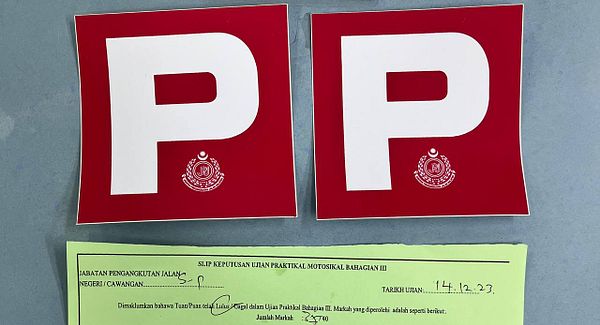 P P
SLIP KEPUTUSAN UJIAN PRAKTIKAL MOTOSIKAL BAHAGIAN III
JABATAN PENGANGKUTAN JALAN
NEGERI / CAWANGAN: S-P TARIKH UJIAN: 14.12.23
Dimaklumkan bahawa Tuan/Puan telah Lulus / Gagal dalam Ujian Praktikal Bahagian III. Markah yang diperolehi adalah seperti berikut:
Jumlah Markah :